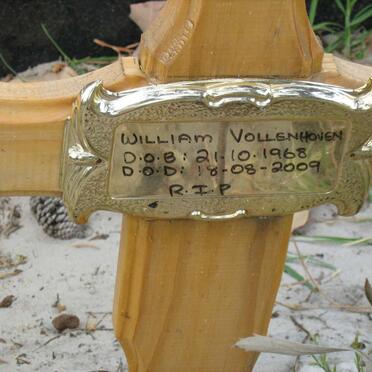 WILLIAM VOLLENHOVEN
D.O.B: 21-10-1968
D.O.D: 18-08-2009
R.I.P